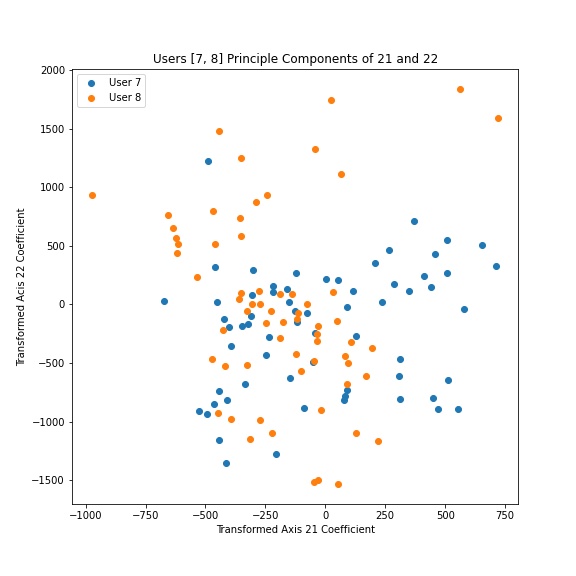 Users [7, 8] Principle Components of 21 and 22
User 7
User 8
2000
1500
1000
500
0
−500
−1000
−1500
Transformed Acis 22 Coefficient
−1000 −750 −500 −250 0 250 500 750
Transformed Axis 21 Coefficient